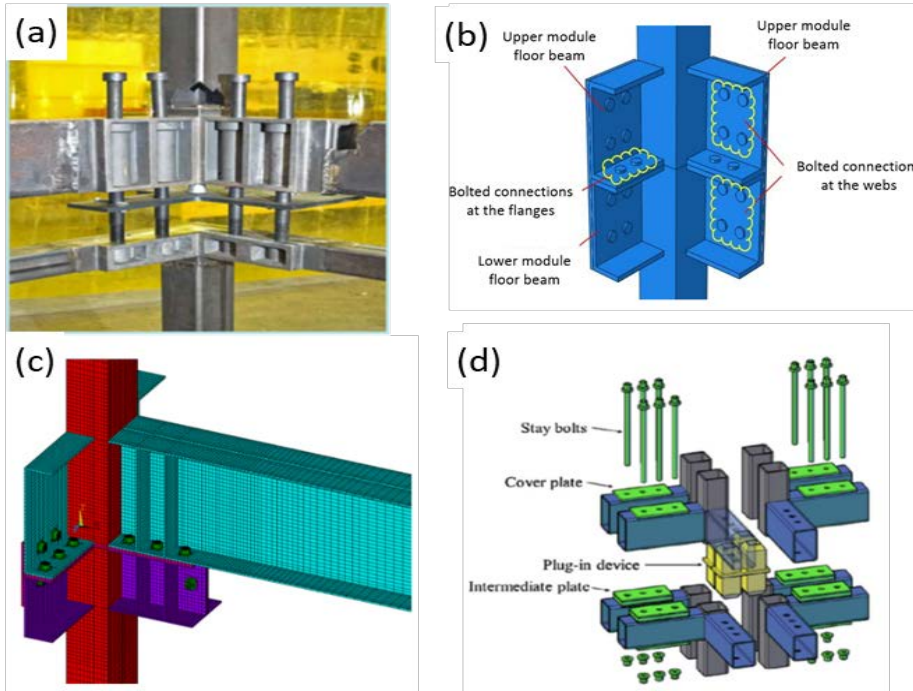 (a)
(b)
Upper module
floor beam
Upper module
floor beam
Bolted connections
at the flanges
Bolted connections
at the webs
Lower module
floor beam
(c)
(d)
Stay bolts
Cover plate
Plug-in device
Intermediate plate